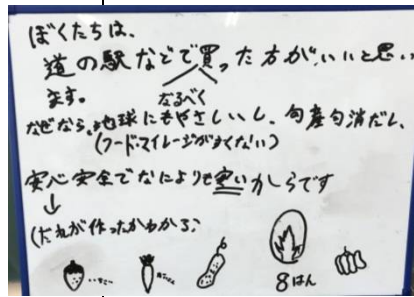 ぼくたちは、
道の駅などで買った方が、いいと思い
なるべく
ます。
なぜなら、地球にもやさしいし、旬産旬消だし、
(フード・マイレージが多くない)
安心安全でなによりも安いからです
↓
(だれが作ったかわかる)
8はん